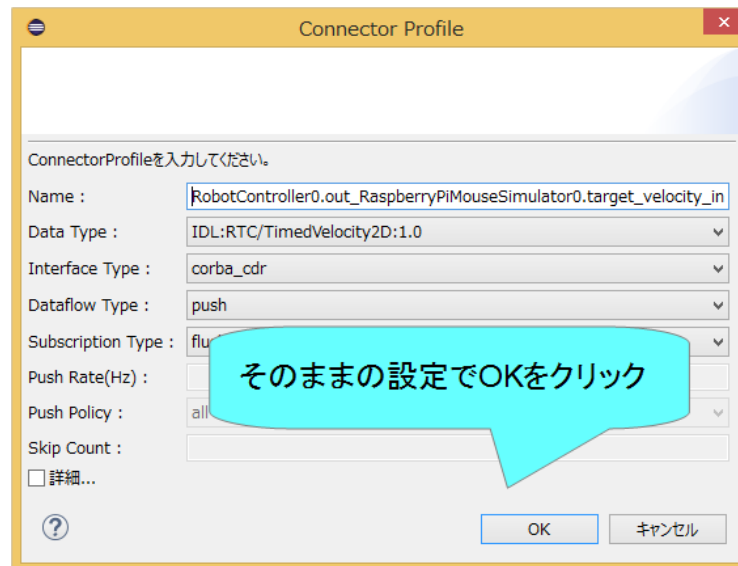 Connector Profile
ConnectorProfileを入力してください。
Name :
RobotController0.out_RaspberryPiMouseSimulator0.target_velocity_in
Data Type :
IDL:RTC/TimedVelocity2D:1.0
Interface Type :
corba_cdr
Dataflow Type :
push
Subscription Type :
そのままの設定でOKをクリック
Push Rate(Hz) :
Push Policy :
all
Skip Count :
詳細...
OK
キャンセル